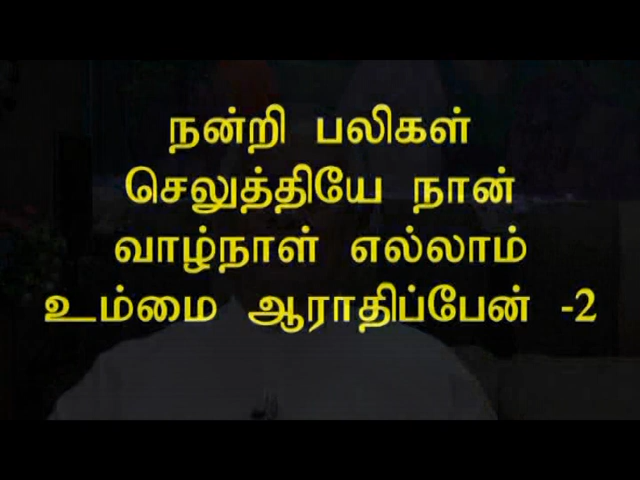 நன்றி பலிகள்
செலுத்தியே நான்
வாழ்நாள் எல்லாம்
உம்மை ஆராதிப்பேன் -2